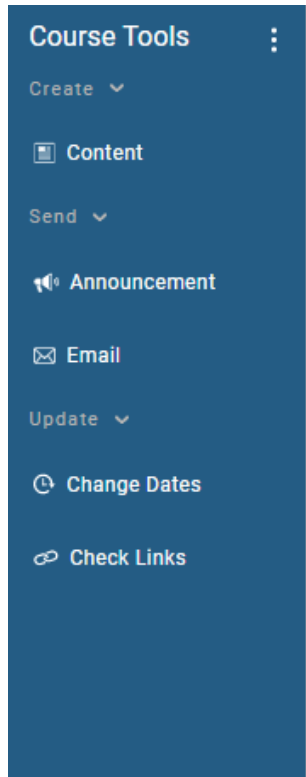 Course Tools
Create
Content
Send
Announcement
Email
Update
Change Dates
Check Links